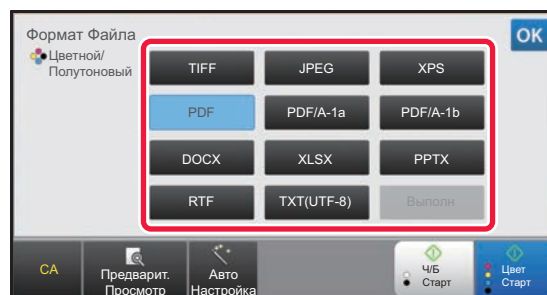 Формат Файла
OK
Цветной/
Полутоновый
TIFF
JPEG
XPS
PDF
PDF/A-1a
PDF/A-1b
DOCX
XLSX
PPTX
RTF
TXT(UTF-8)
Выполн
CA
Предварит.
Просмотр
Авто
Настройка
Ч/Б
Старт
Цвет
Старт